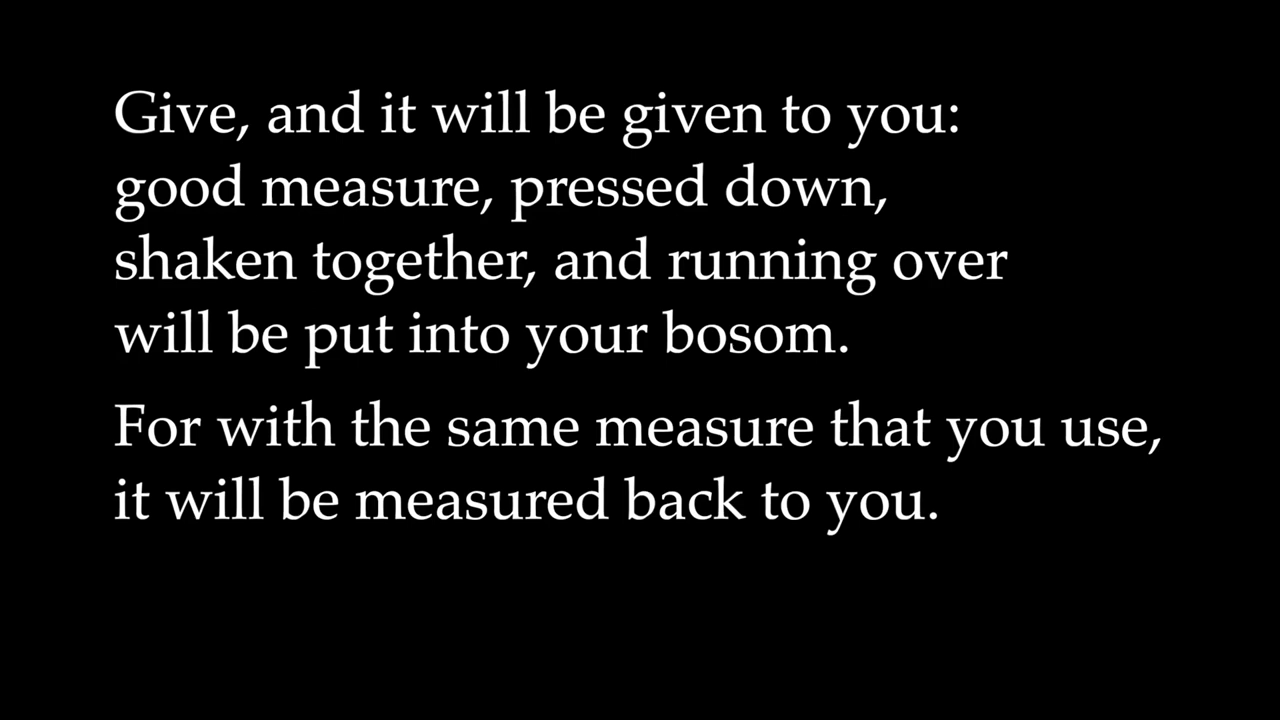 Give, and it will be given to you:
good measure, pressed down,
shaken together, and running over
will be put into your bosom.
For with the same measure that you use,
it will be measured back to you.